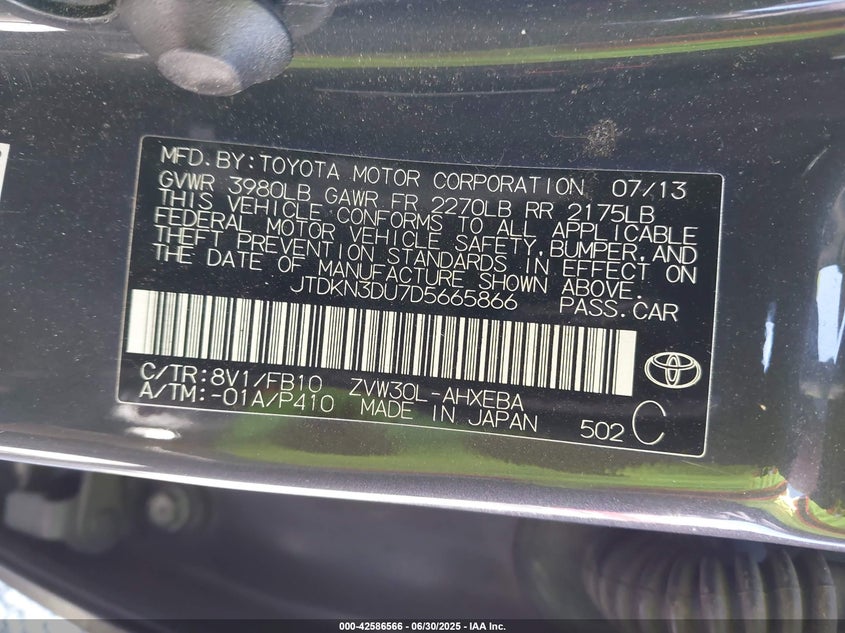 MFD. BY: TOYOTA MOTOR CORPORATION 07/13
GVWR 3980LB GAWR FR 2270LB RR 2175LB
THIS VEHICLE CONFORMS TO ALL APPLICABLE
FEDERAL MOTOR VEHICLE SAFETY, BUMPER, AND
THEFT PREVENTION STANDARDS IN EFFECT ON
THE DATE OF MANUFACTURE SHOWN ABOVE.
JTDKN3DU7D5665866 PASS. CAR
C/TR: 8V1/FB10 ZVW30L-AHXEBA
A/TM: -01A/P410 MADE IN JAPAN 502 C
000-42586566 - 06/30/2025 - IAA Inc.